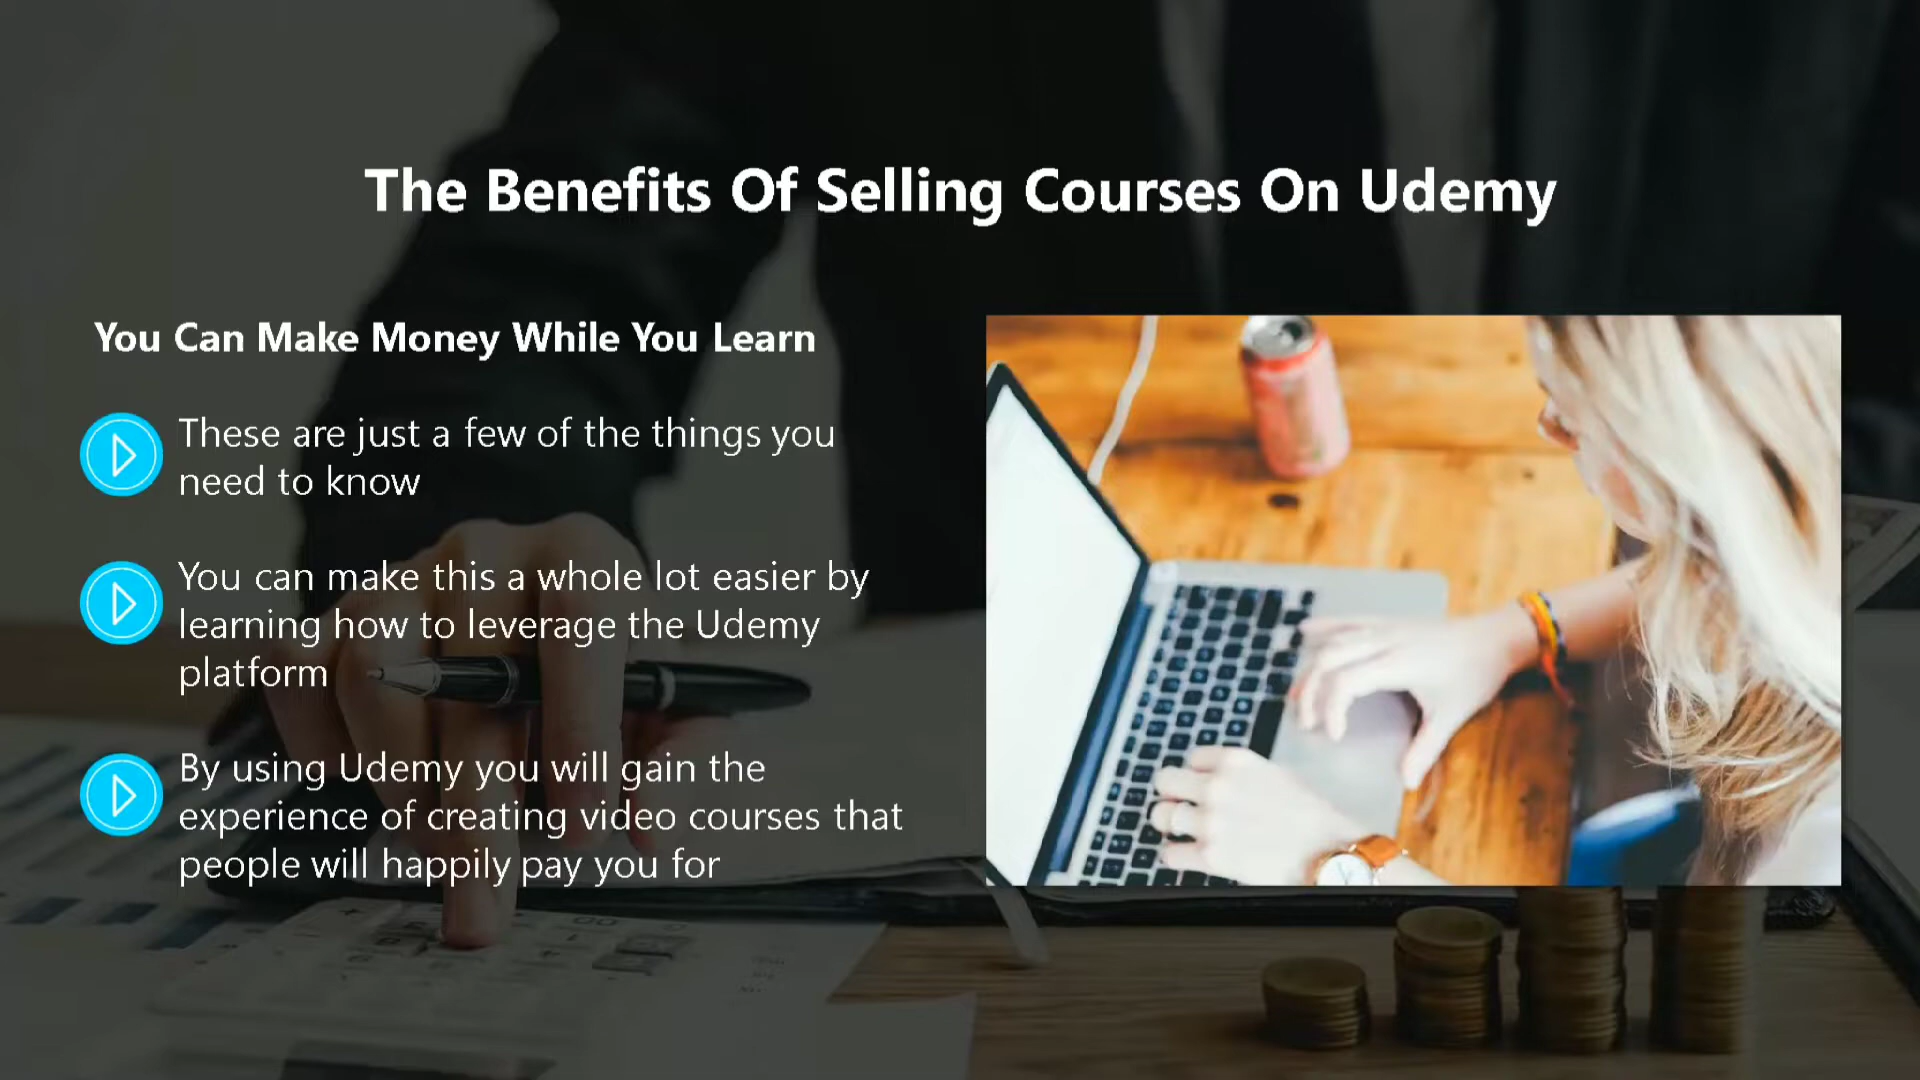 The Benefits Of Selling Courses On Udemy
You Can Make Money While You Learn
These are just a few of the things you
need to know
You can make this a whole lot easier by
learning how to leverage the Udemy
platform
By using Udemy you will gain the
experience of creating video courses that
people will happily pay you for